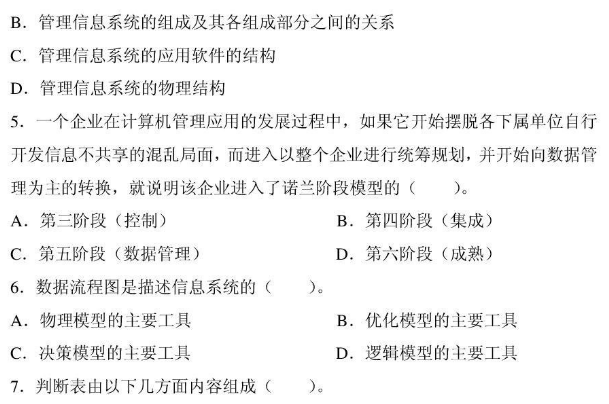 B．管理信息系统的组成及其各组成部分之间的关系
C．管理信息系统的应用软件的结构
D．管理信息系统的物理结构
5．一个企业在计算机管理应用的发展过程中，如果它开始摆脱各下属单位自行
开发信息不共享的混乱局面，而进入以整个企业进行统筹规划，并开始向数据管
理为主的转换，就说明该企业进入了诺兰阶段模型的（　　）。
A．第三阶段（控制）　　B．第四阶段（集成）
C．第五阶段（数据管理）　　D．第六阶段（成熟）
6．数据流程图是描述信息系统的（　　）。
A．物理模型的主要工具　　B．优化模型的主要工具
C．决策模型的主要工具　　D．逻辑模型的主要工具
7．判断表由以下几方面内容组成（　　）。